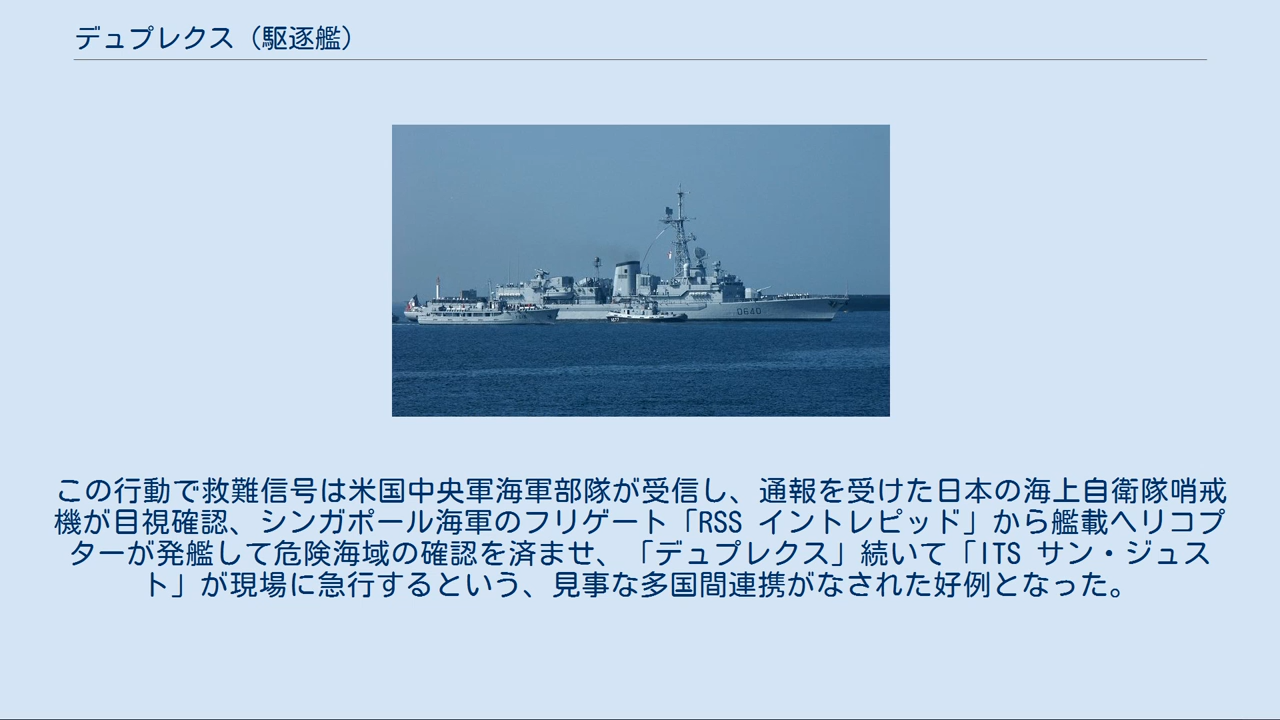 デュプレクス（駆逐艦）
D640
この行動で救難信号は米国中央軍海軍部隊が受信し、通報を受けた日本の海上自衛隊哨戒
機が目視確認、シンガポール海軍のフリゲート「RSS イントレピッド」から艦載ヘリコプ
ターが発艦して危険海域の確認を済ませ、「デュプレクス」続いて「ITS サン・ジュス
ト」が現場に急行するという、見事な多国間連携がなされた好例となった。